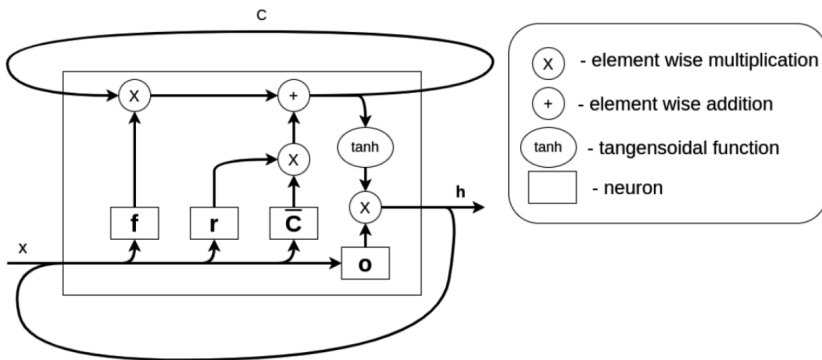 C
X
+
tanh
X
X
h
f
r
C̅
o
x
X - element wise multiplication
+ - element wise addition
tanh - tangensoidal function
- neuron